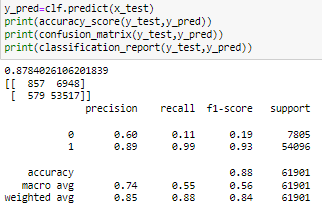 y_pred=clf.predict(x_test)
print(accuracy_score(y_test,y_pred))
print(confusion_matrix(y_test,y_pred))
print(classification_report(y_test,y_pred))
0.8784026106201839
[[ 857 6948]
[ 579 53517]]
precision recall f1-score support
0 0.60 0.11 0.19 7805
1 0.89 0.99 0.93 54096
accuracy 0.88 61901
macro avg 0.74 0.55 0.56 61901
weighted avg 0.85 0.88 0.84 61901